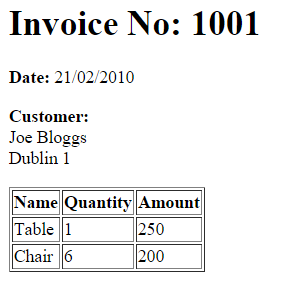 Invoice No: 1001
Date: 21/02/2010
Customer:
Joe Bloggs
Dublin 1
Name Quantity Amount
Table 1 250
Chair 6 200